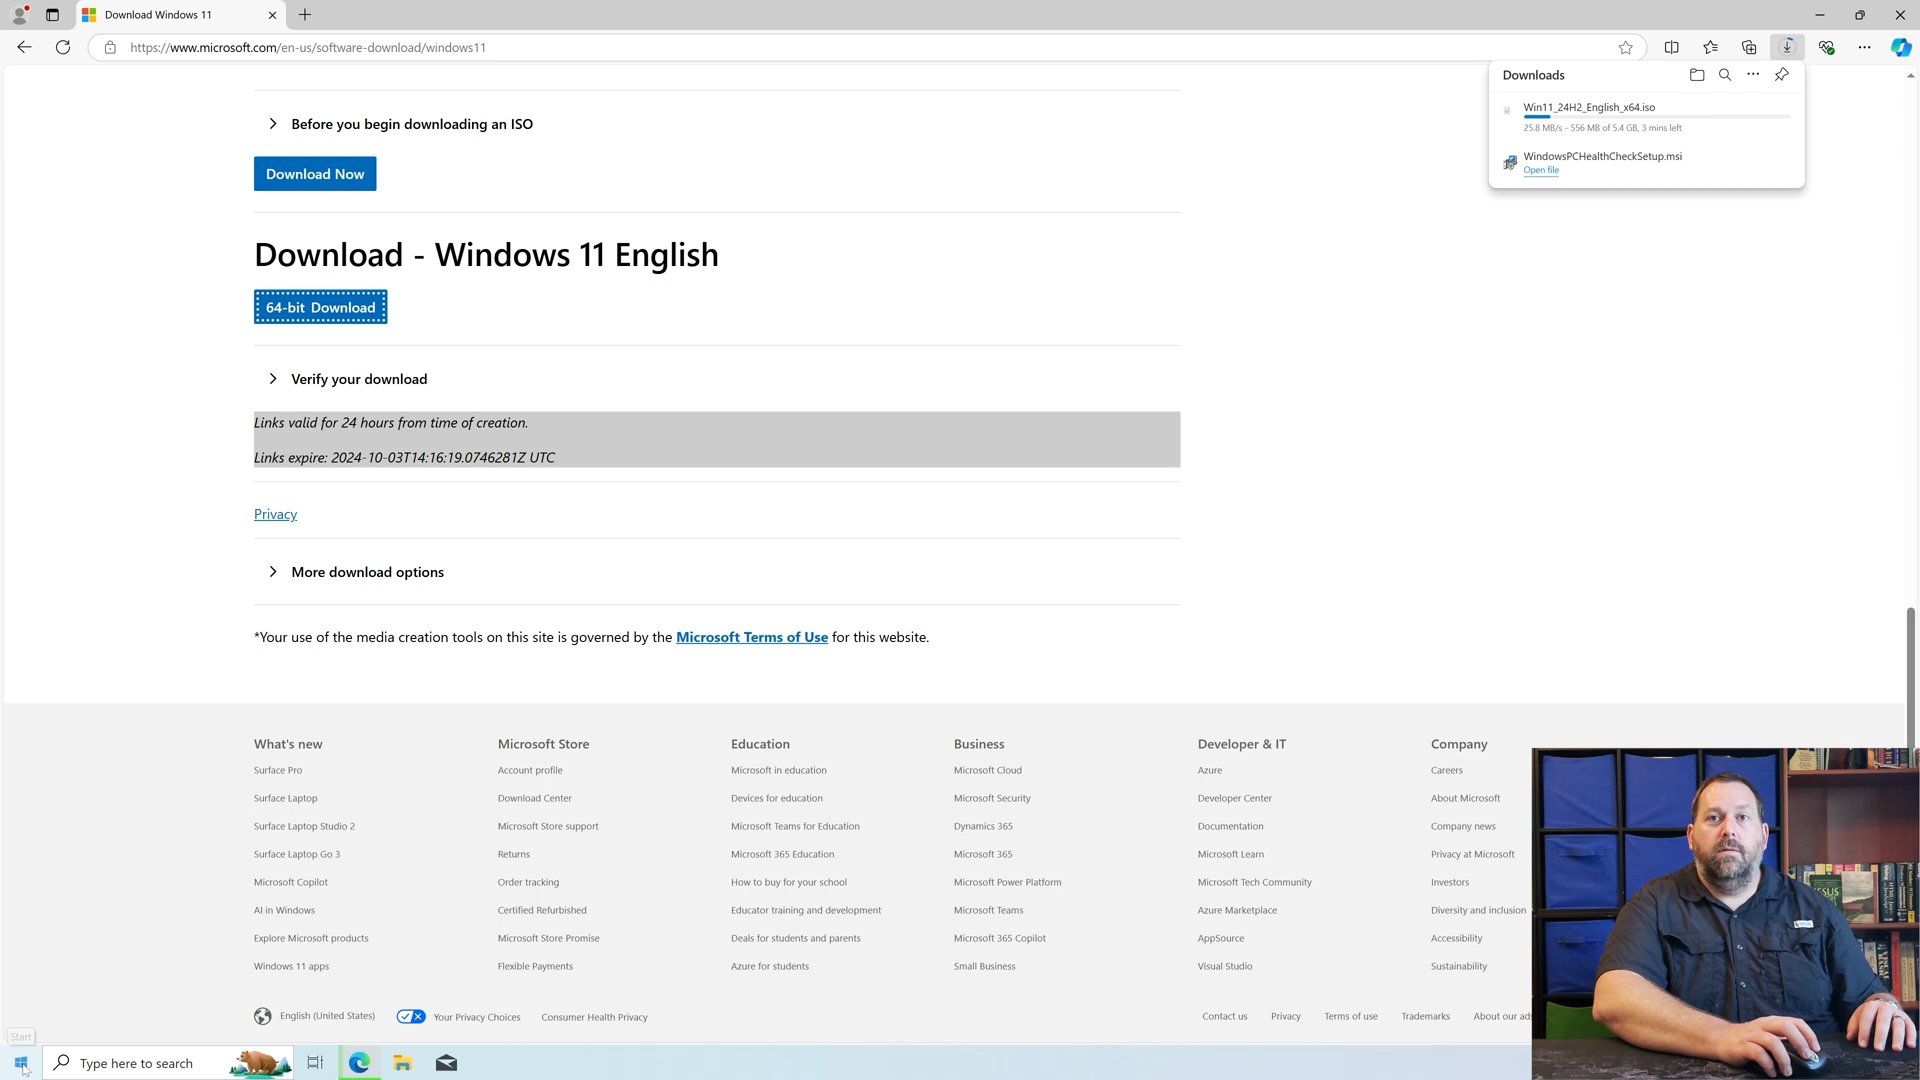 Download Windows 11
https://www.microsoft.com/en-us/software-download/windows11
Downloads
Win11_24H2_English_x64.iso
25.8 MB/s - 556 MB of 5.4 GB, 3 mins left
WindowsPCHealthCheckSetup.msi
Open file
Before you begin downloading an ISO
Download Now
Download - Windows 11 English
64-bit Download
Verify your download
Links valid for 24 hours from time of creation.
Links expire: 2024-10-03T14:16:19.0746281Z UTC
Privacy
More download options
*Your use of the media creation tools on this site is governed by the Microsoft Terms of Use for this website.
What's new
Surface Pro
Surface Laptop
Surface Laptop Studio 2
Surface Laptop Go 3
Microsoft Copilot
AI in Windows
Explore Microsoft products
Windows 11 apps
Microsoft Store
Account profile
Download Center
Microsoft Store support
Returns
Order tracking
Certified Refurbished
Microsoft Store Promise
Flexible Payments
Education
Microsoft in education
Devices for education
Microsoft Teams for Education
Microsoft 365 Education
How to buy for your school
Educator training and development
Deals for students and parents
Azure for students
Business
Microsoft Cloud
Microsoft Security
Dynamics 365
Microsoft 365
Microsoft Power Platform
Microsoft Teams
Microsoft 365 Copilot
Small Business
Developer & IT
Azure
Developer Center
Documentation
Microsoft Learn
Microsoft Tech Community
Azure Marketplace
AppSource
Visual Studio
Company
Careers
About Microsoft
Company news
Privacy at Microsoft
Investors
Diversity and inclusion
Accessibility
Sustainability
English (United States)
Your Privacy Choices
Consumer Health Privacy
Contact us
Privacy
Terms of use
Trademarks
About our ads
Start
Type here to search
JESUS